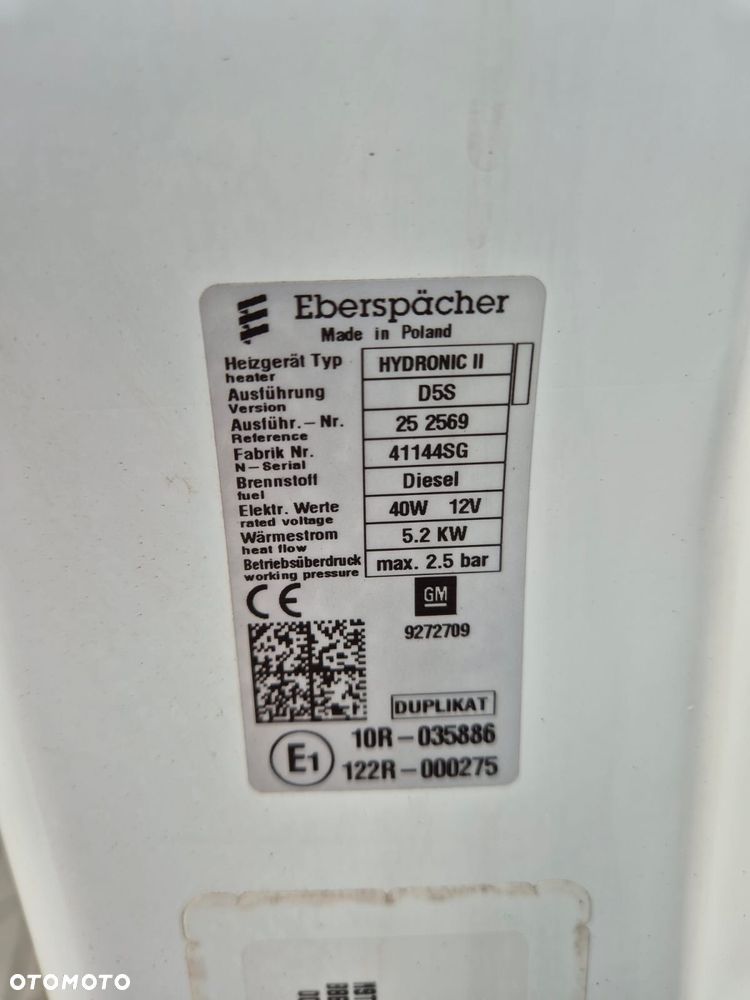 Eberspächer
Made in Poland
Heizgerät Typ HYDRONIC II
heater
Ausführung D5S
Version
Ausführ.-Nr. 25 2569
Reference
Fabrik Nr. 41144SG
N-Serial
Brennstoff Diesel
fuel
Elektr. Werte 40W 12V
rated voltage
Wärmestrom 5.2 KW
heat flow
Betriebsüberdruck max. 2.5 bar
working pressure
CE GM
9272709
DUPLIKAT
E1 10R-035886
122R-000275
OTOMOTO